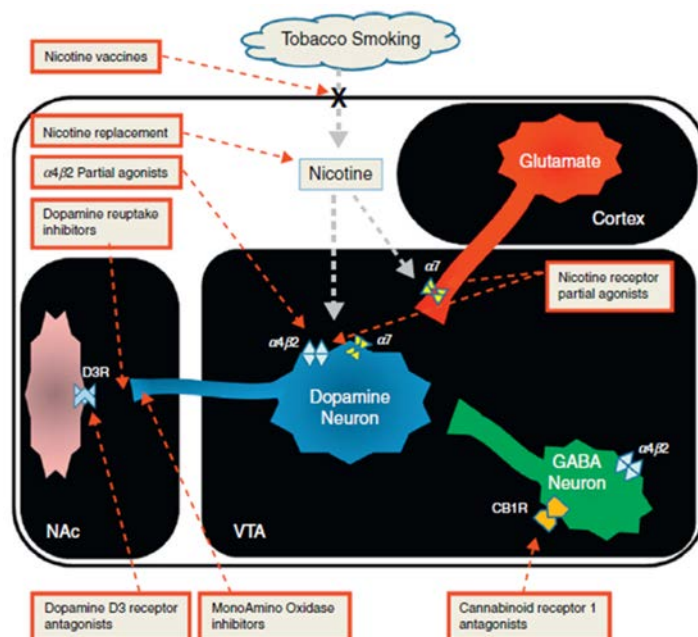 Tobacco Smoking
Nicotine vaccines
X
Nicotine replacement
Nicotine
Glutamate
α4β2 Partial agonists
Cortex
Dopamine reuptake
inhibitors
α7
Nicotine receptor
partial agonists
α4β2
α7
D3R
Dopamine
Neuron
GABA
Neuron
α4β2
CB1R
NAc
VTA
Dopamine D3 receptor
antagonists
MonoAmino Oxidase
inhibitors
Cannabinoid receptor 1
antagonists